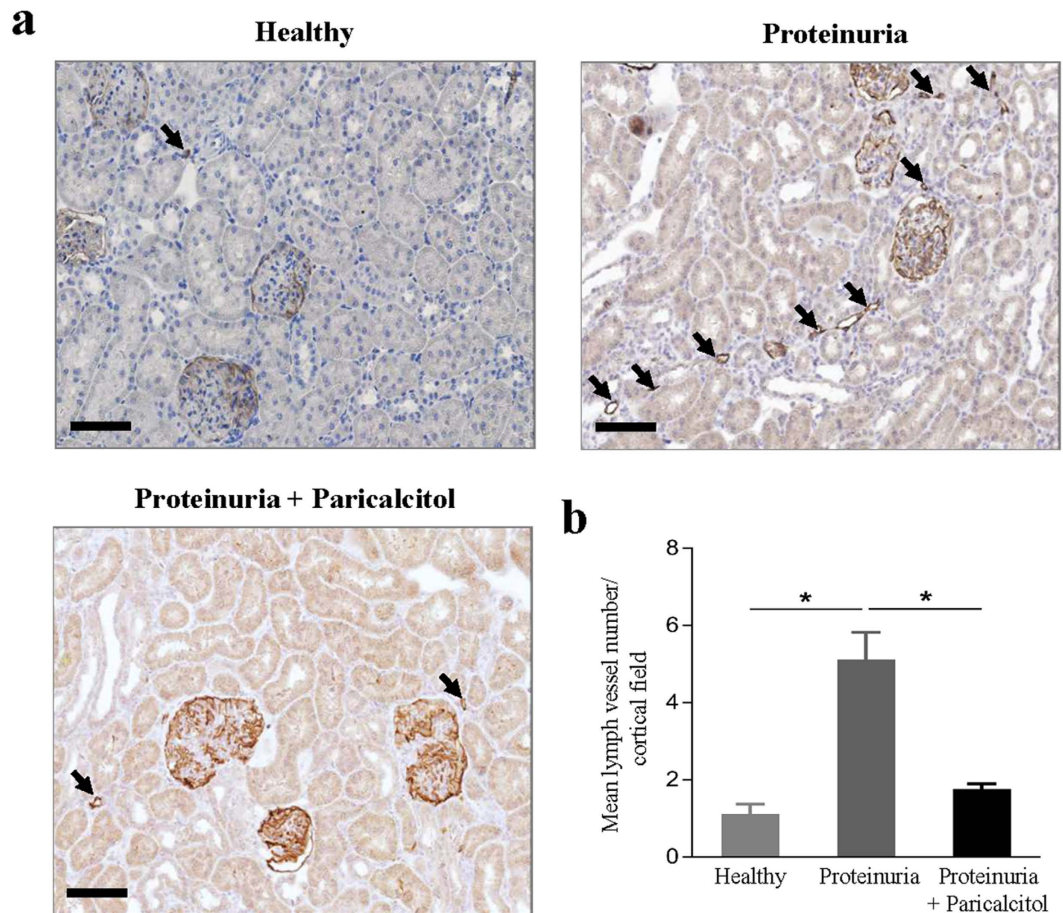 a
Healthy
Proteinuria
Proteinuria + Paricalcitol
b
Mean lymph vessel number/
cortical field
8
6
4
2
0
*
*
Healthy
Proteinuria
Proteinuria
+ Paricalcitol